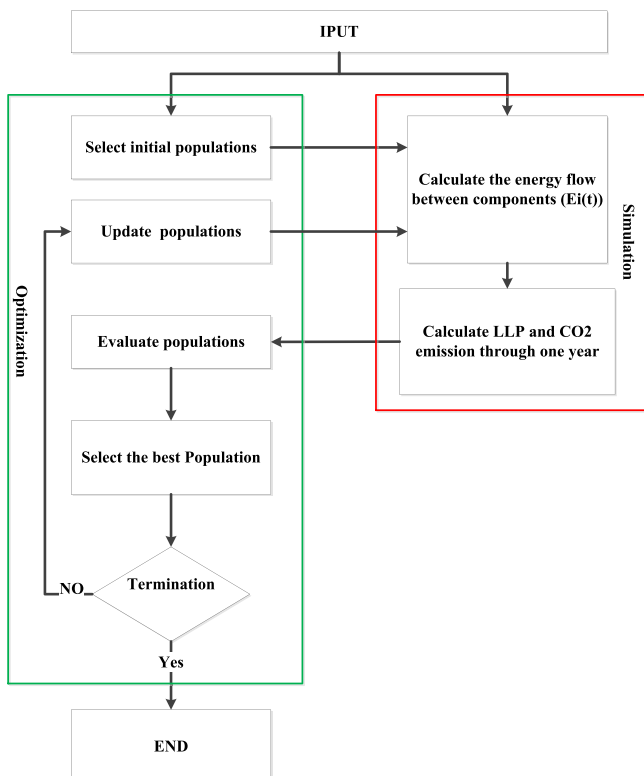 IPUT
Select initial populations
Calculate the energy flow
between components (Ei(t))
Simulation
Update populations
Optimization
Calculate LLP and CO2
emission through one year
Evaluate populations
Select the best Population
Termination
NO
Yes
END